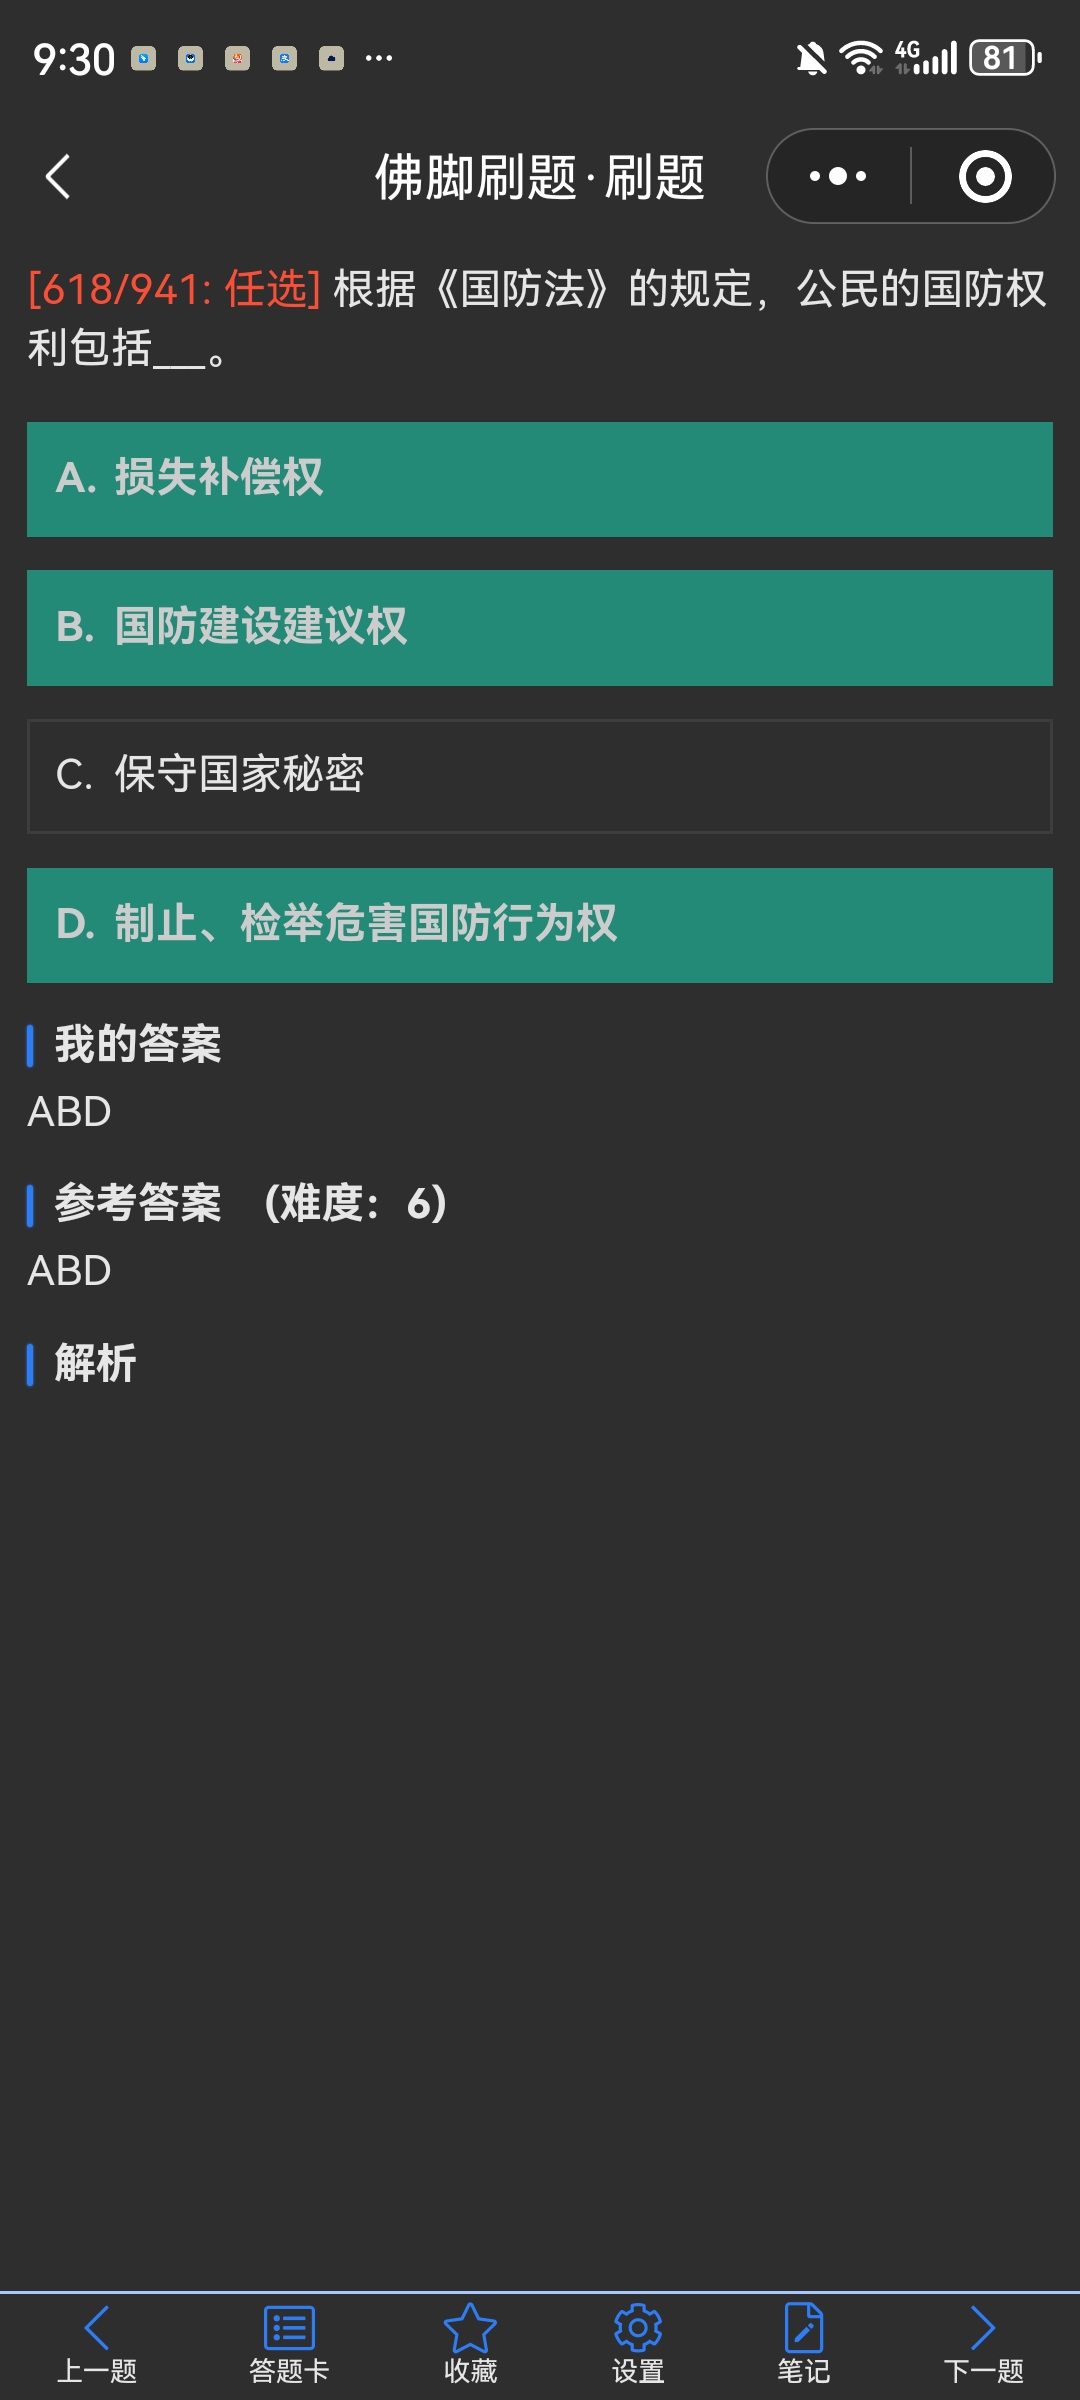 9:30
4G
81
佛脚刷题·刷题
[618/941: 任选] 根据《国防法》的规定，公民的国防权
利包括___。
A. 损失补偿权
B. 国防建设建议权
C. 保守国家秘密
D. 制止、检举危害国防行为权
我的答案
ABD
参考答案 （难度：6）
ABD
解析
上一题 答题卡 收藏 设置 笔记 下一题